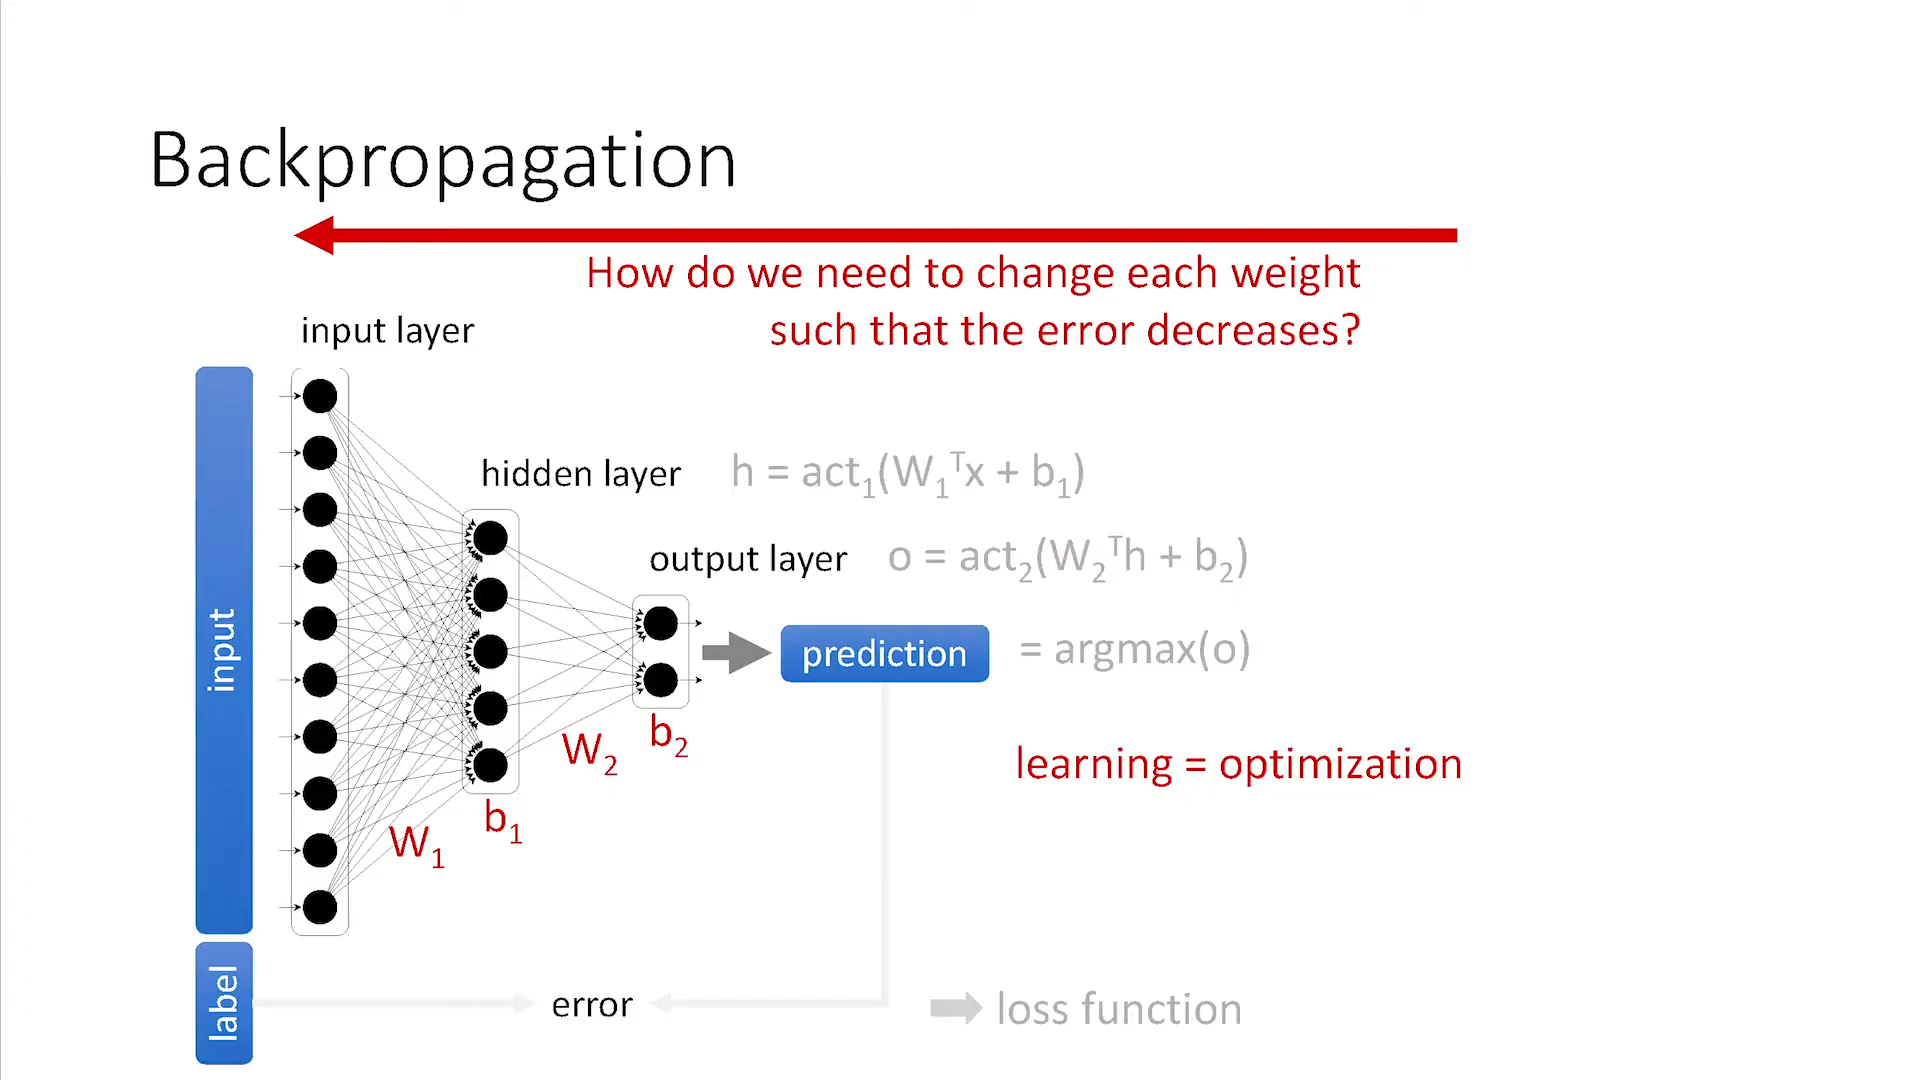 Backpropagation
How do we need to change each weight
such that the error decreases?
input layer
hidden layer
h = act₁(W₁ᵀx + b₁)
output layer
o = act₂(W₂ᵀh + b₂)
input
prediction
= argmax(o)
W₂
b₂
learning = optimization
W₁
b₁
label
error
loss function